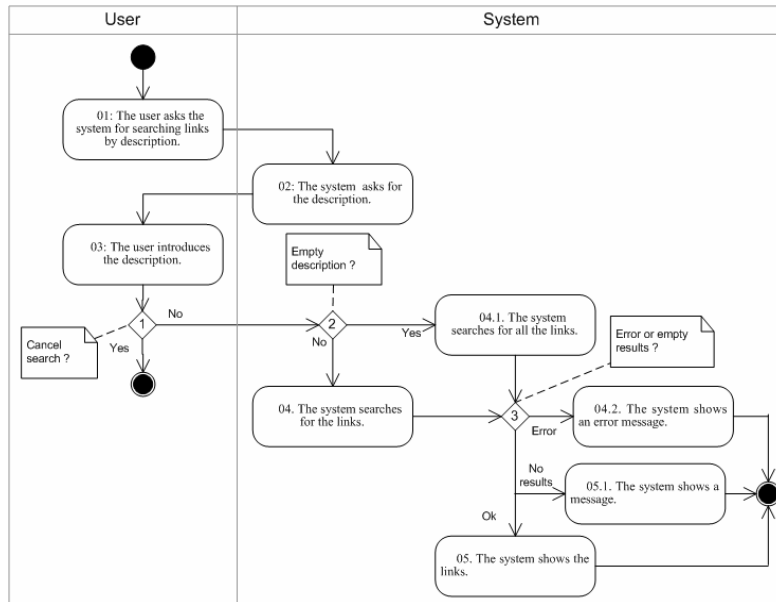 User
System
01: The user asks the
system for searching links
by description.
02: The system asks for
the description.
03: The user introduces
the description.
Empty
description ?
04.1. The system
searches for all the links.
Error or empty
results ?
1
No
2
Yes
Cancel
search ?
Yes
No
04. The system searches
for the links.
3
Error
04.2. The system shows
an error message.
No
results
05.1. The system shows a
message.
Ok
05. The system shows the
links.